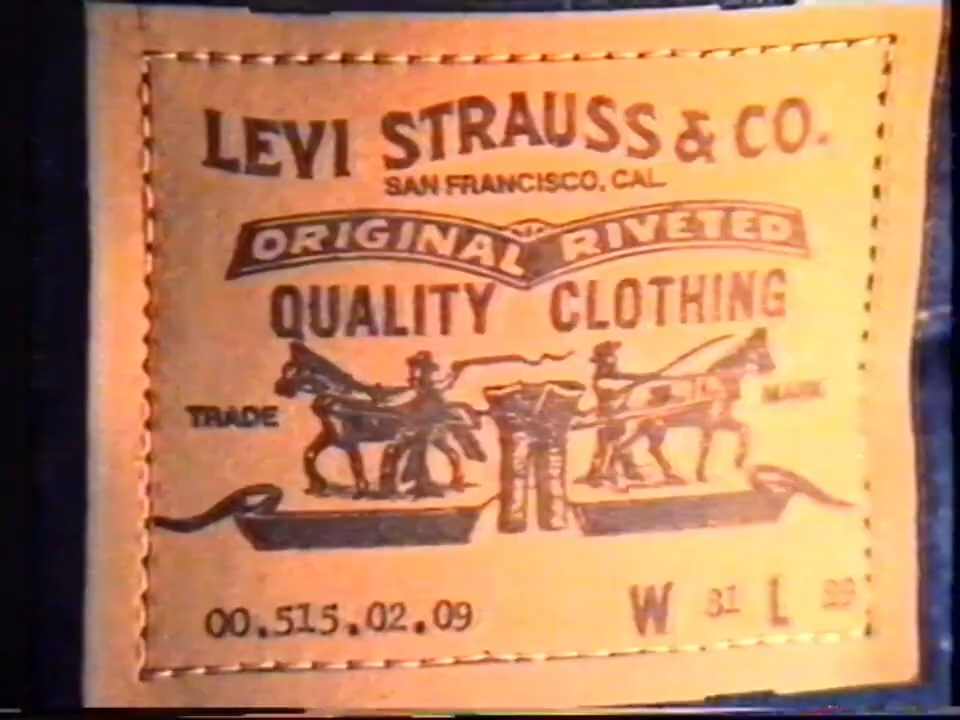 LEVI STRAUSS & CO.
SAN FRANCISCO, CAL.
ORIGINAL RIVETED
QUALITY CLOTHING
TRADE MARK
00.515.02.09 W 31 L